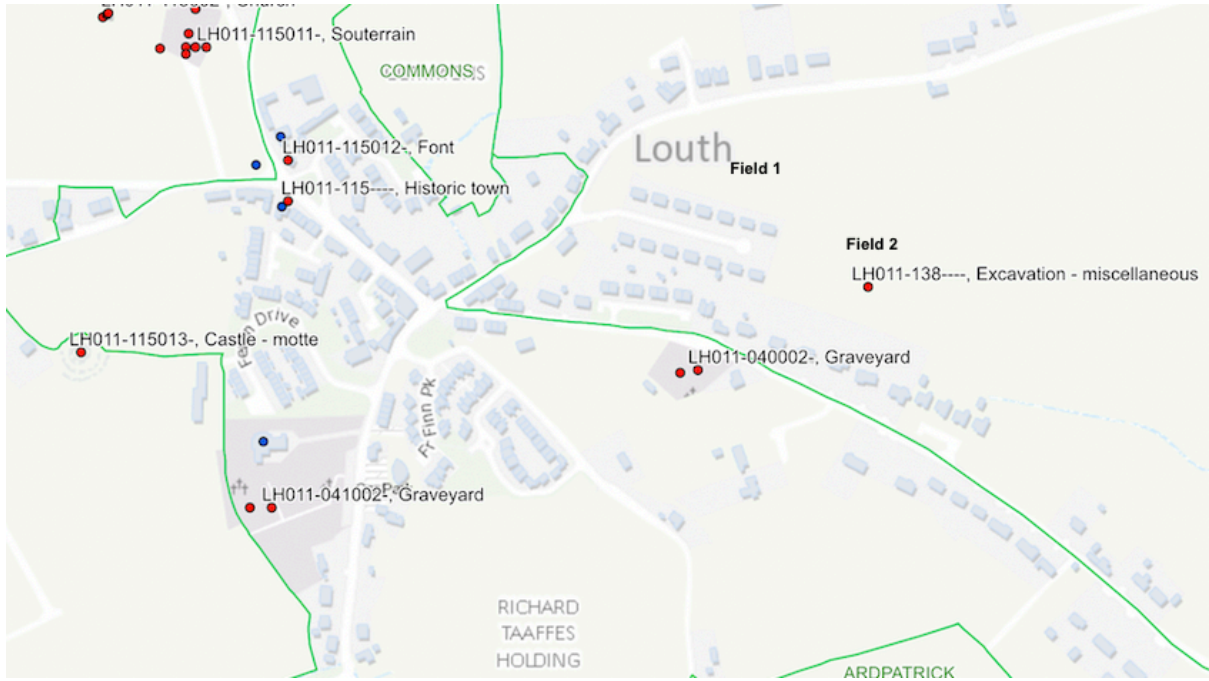 LH011-115011-, Souterrain
COMMONS
Louth
LH011-115012-, Font
Field 1
LH011-115----, Historic town
Field 2
LH011-138----, Excavation - miscellaneous
Fenn Drive
LH011-115013-, Castle - motte
LH011-040002-, Graveyard
Fr Finn Pk
LH011-041002-, Graveyard
RICHARD
TAAFFES
HOLDING
ARDPATRICK